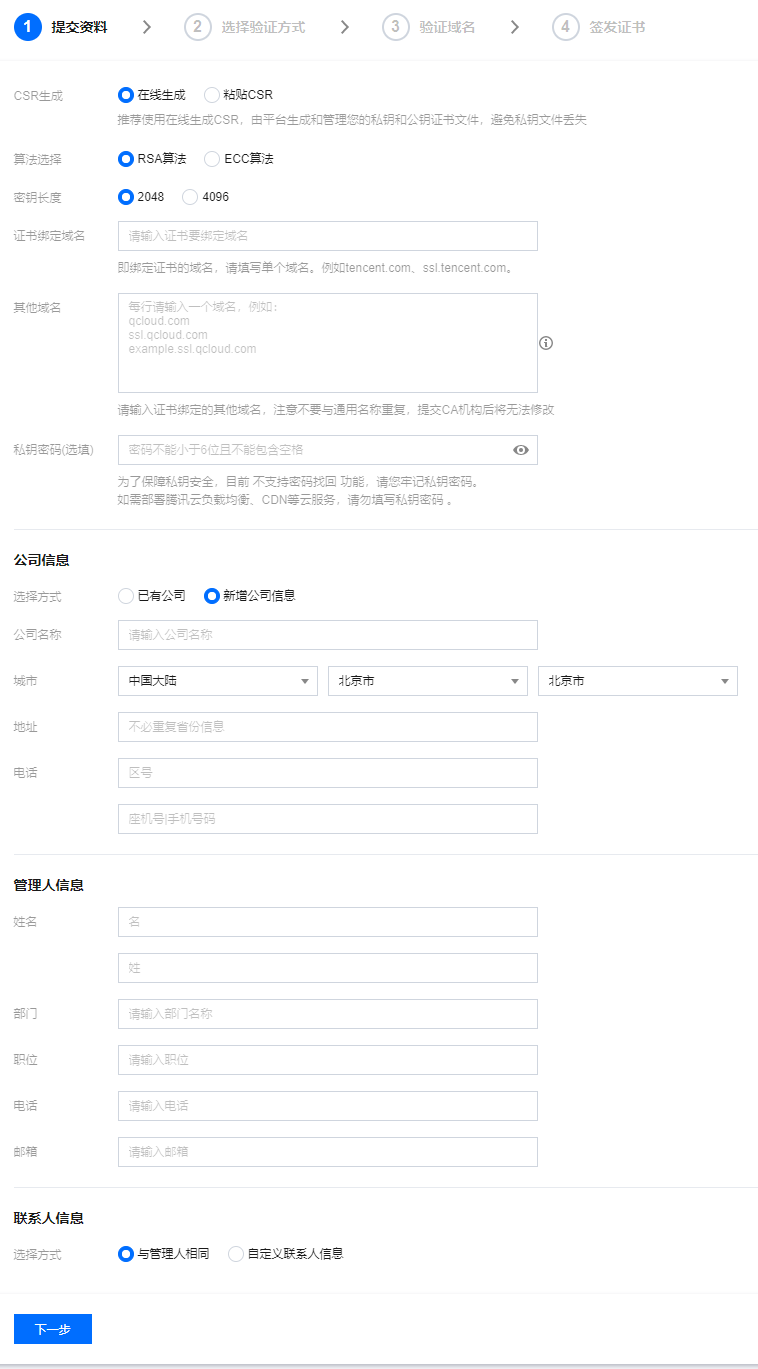 1 提交资料 2 选择验证方式 3 验证域名 4 签发证书
CSR生成 在线生成 粘贴CSR
推荐使用在线生成CSR，由平台生成和管理您的私钥和公钥证书文件，避免私钥文件丢失
算法选择 RSA算法 ECC算法
密钥长度 2048 4096
证书绑定域名 请输入证书要绑定域名
即绑定证书的域名，请填写单个域名。例如tencent.com、ssl.tencent.com。
其他域名 每行请输入一个域名，例如：
qcloud.com
ssl.qcloud.com
example.ssl.qcloud.com
请输入证书绑定的其他域名，注意不要与通用名称重复，提交CA机构后将无法修改
私钥密码(选填) 密码不能小于6位且不能包含空格
为了保障私钥安全，目前 不支持密码找回 功能，请您牢记私钥密码。
如需部署腾讯云负载均衡、CDN等云服务，请勿填写私钥密码 。
公司信息
选择方式 已有公司 新增公司信息
公司名称 请输入公司名称
城市 中国大陆 北京市 北京市
地址 不必重复省份信息
电话 区号
座机号|手机号码
管理人信息
姓名 名
姓
部门 请输入部门名称
职位 请输入职位
电话 请输入电话
邮箱 请输入邮箱
联系人信息
选择方式 与管理人相同 自定义联系人信息
下一步